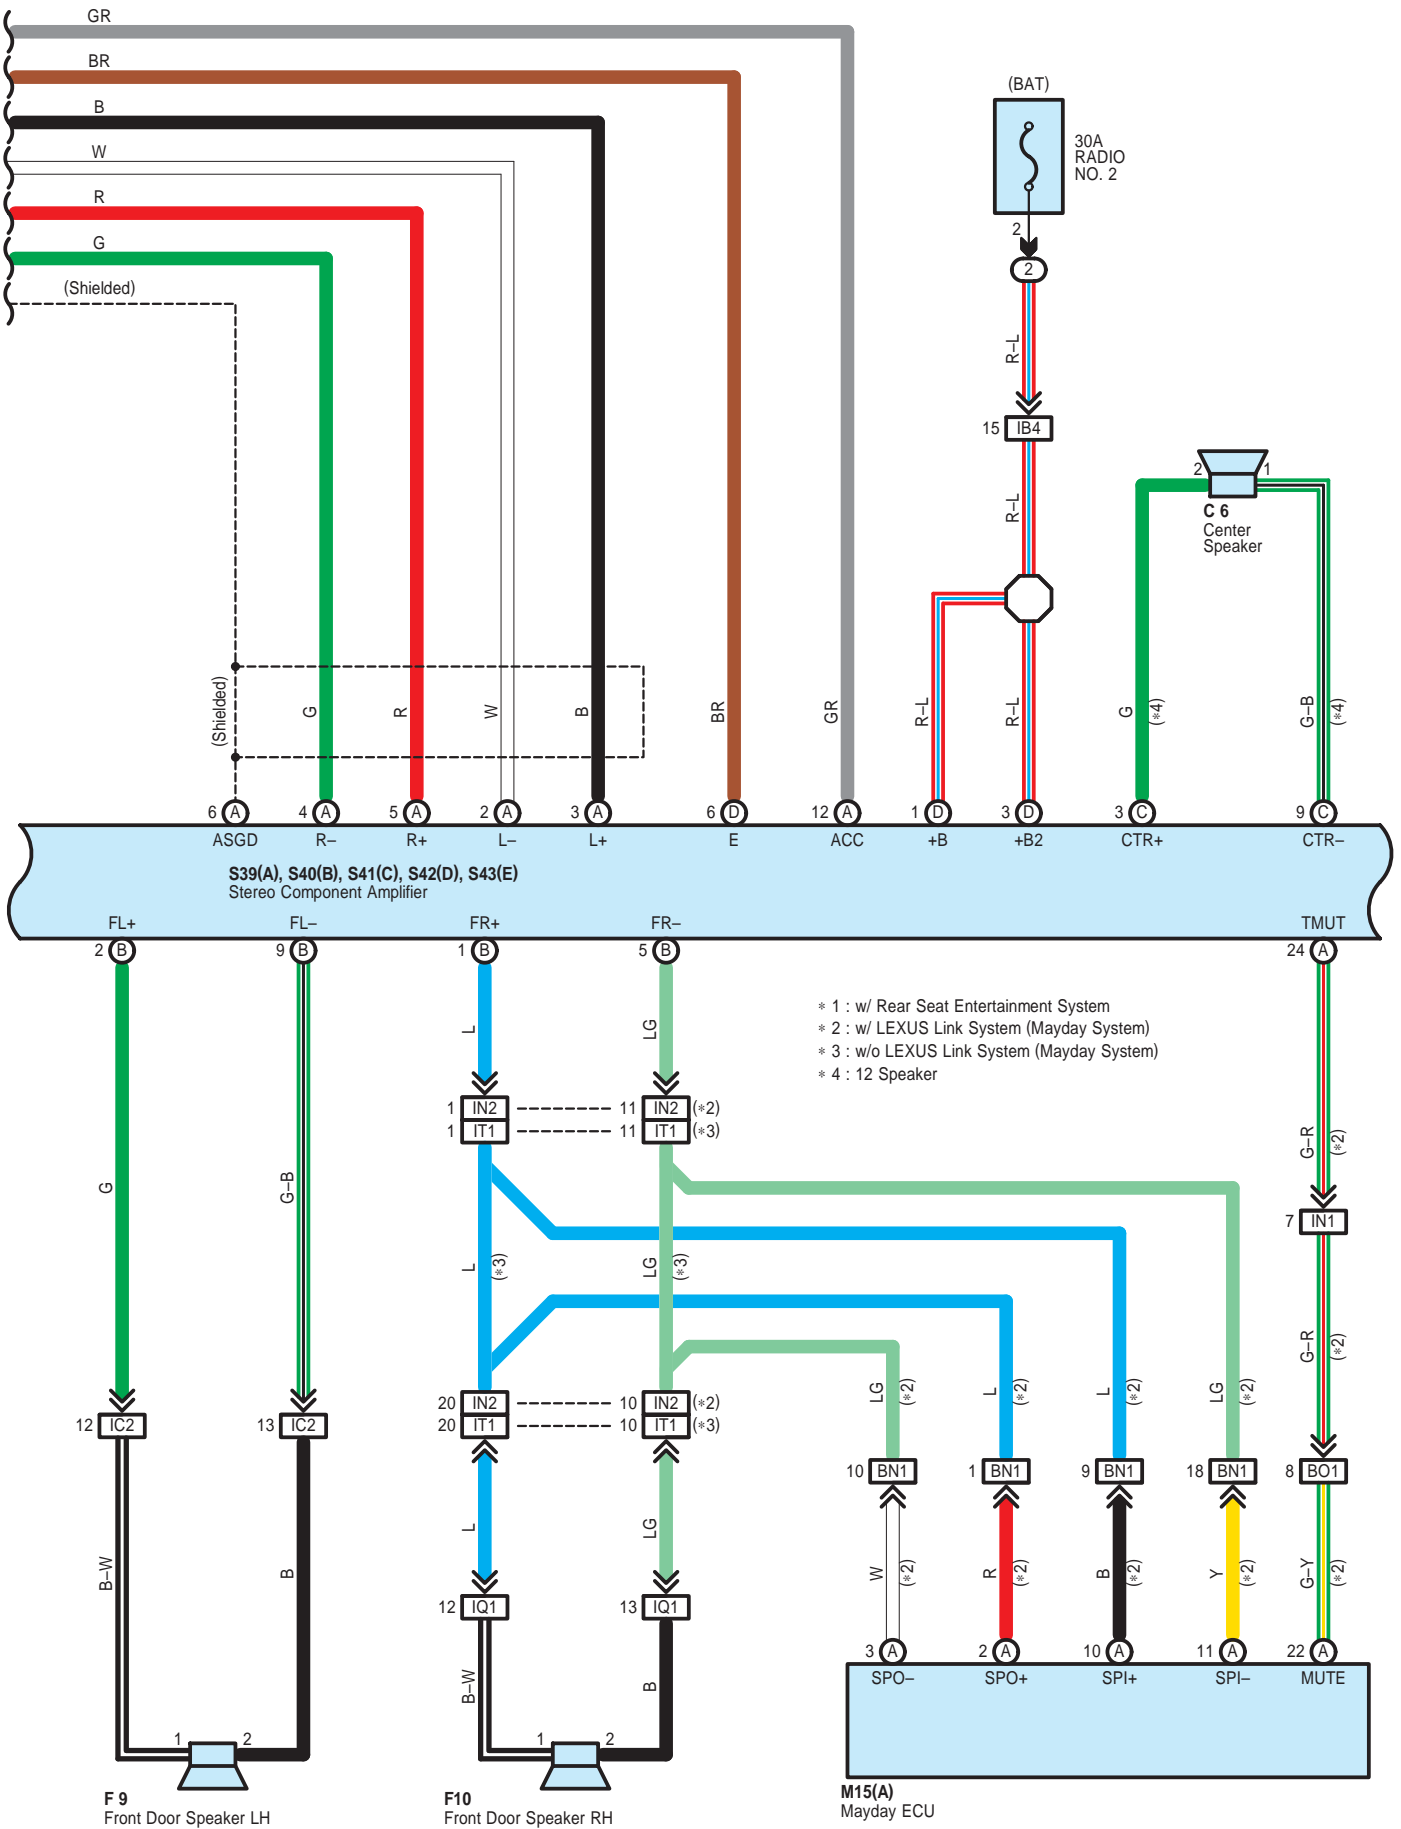 GR
BR
B
W
R
G
(Shielded)
(BAT)
30A
RADIO
NO. 2
2
2
R–L
15 IB4
R–L
2 1
C 6
Center
Speaker
(Shielded)
G
R
W
B
BR
GR
R–L
R–L
G
(*4)
G–B
(*4)
6 A 4 A 5 A 2 A 3 A 6 D 12 A 1 D 3 D 3 C 9 C
ASGD R– R+ L– L+ E ACC +B +B2 CTR+ CTR–
S39(A), S40(B), S41(C), S42(D), S43(E)
Stereo Component Amplifier
FL+ FL– FR+ FR– TMUT
2 B 9 B 1 B 5 B 24 A
* 1 : w/ Rear Seat Entertainment System
* 2 : w/ LEXUS Link System (Mayday System)
* 3 : w/o LEXUS Link System (Mayday System)
* 4 : 12 Speaker
L
LG
1 IN2 11 IN2 (*2)
1 IT1 11 IT1 (*3)
G–R
(*2)
G
G–B
7 IN1
L
(*3)
LG
(*3)
G–R
(*2)
LG
(*2)
L
(*2)
L
(*2)
LG
(*2)
20 IN2 10 IN2 (*2)
20 IT1 10 IT1 (*3)
12 IC2 13 IC2
10 BN1 1 BN1 9 BN1 18 BN1 8 BO1
L
LG
B–W
B
W
(*2)
R
(*2)
B
(*2)
Y
(*2)
G–Y
(*2)
12 IQ1 13 IQ1
3 A 2 A 10 A 11 A 22 A
SPO– SPO+ SPI+ SPI– MUTE
B–W
B
1 2
1 2
F 9
Front Door Speaker LH
F10
Front Door Speaker RH
M15(A)
Mayday ECU